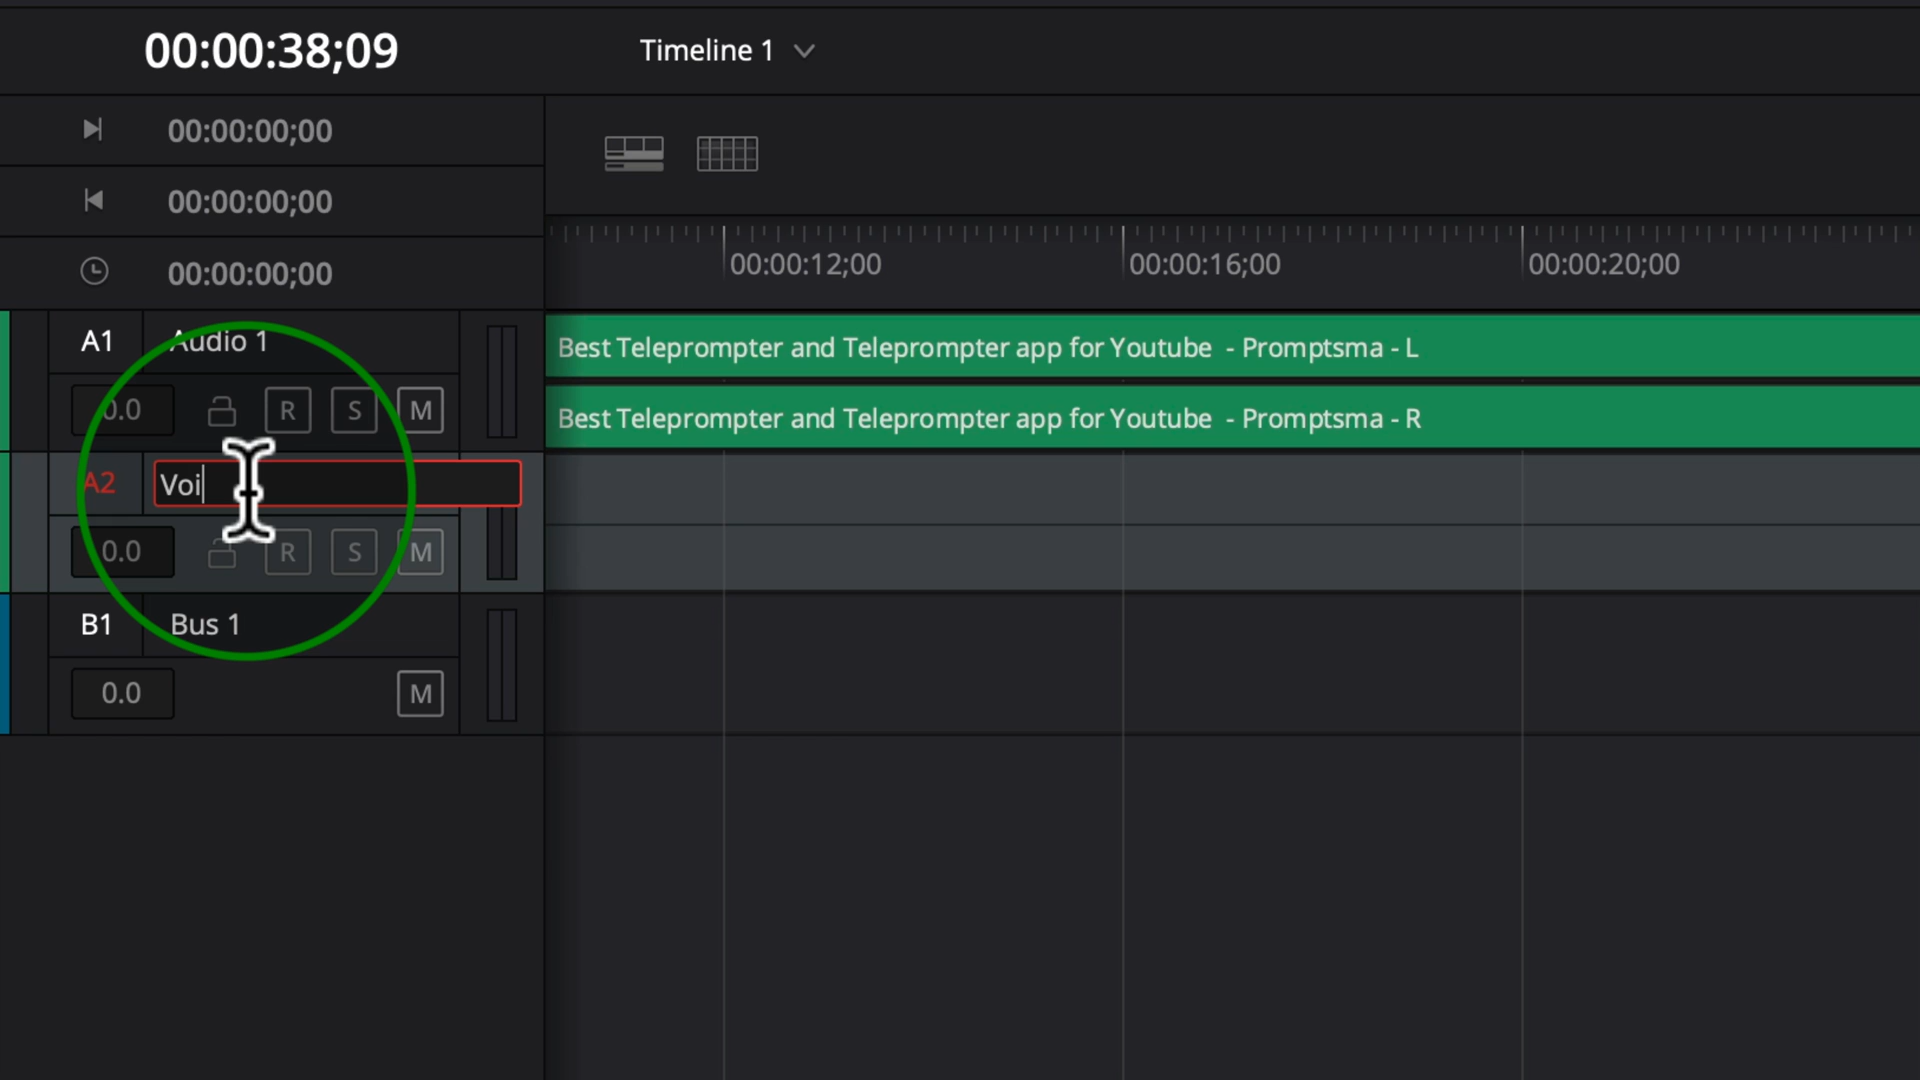 00:00:38;09
Timeline 1
00:00:00;00
00:00:00;00
00:00:12;00 00:00:16;00 00:00:20;00
00:00:00;00
A1 Audio 1
Best Teleprompter and Teleprompter app for Youtube - Promptsma - L
0.0 R S M
Best Teleprompter and Teleprompter app for Youtube - Promptsma - R
A2 Voi
0.0 R S M
B1 Bus 1
0.0 M